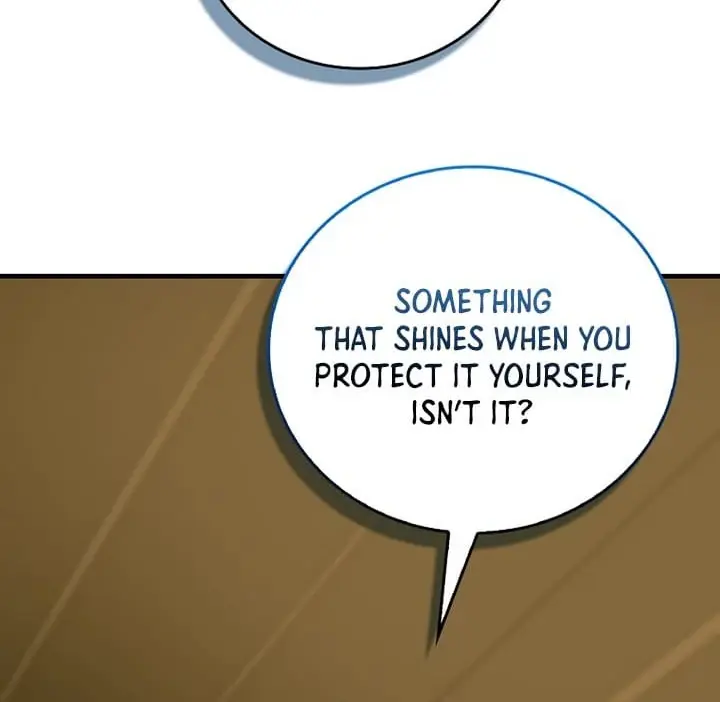 SOMETHING
THAT SHINES WHEN YOU
PROTECT IT YOURSELF,
ISN'T IT?